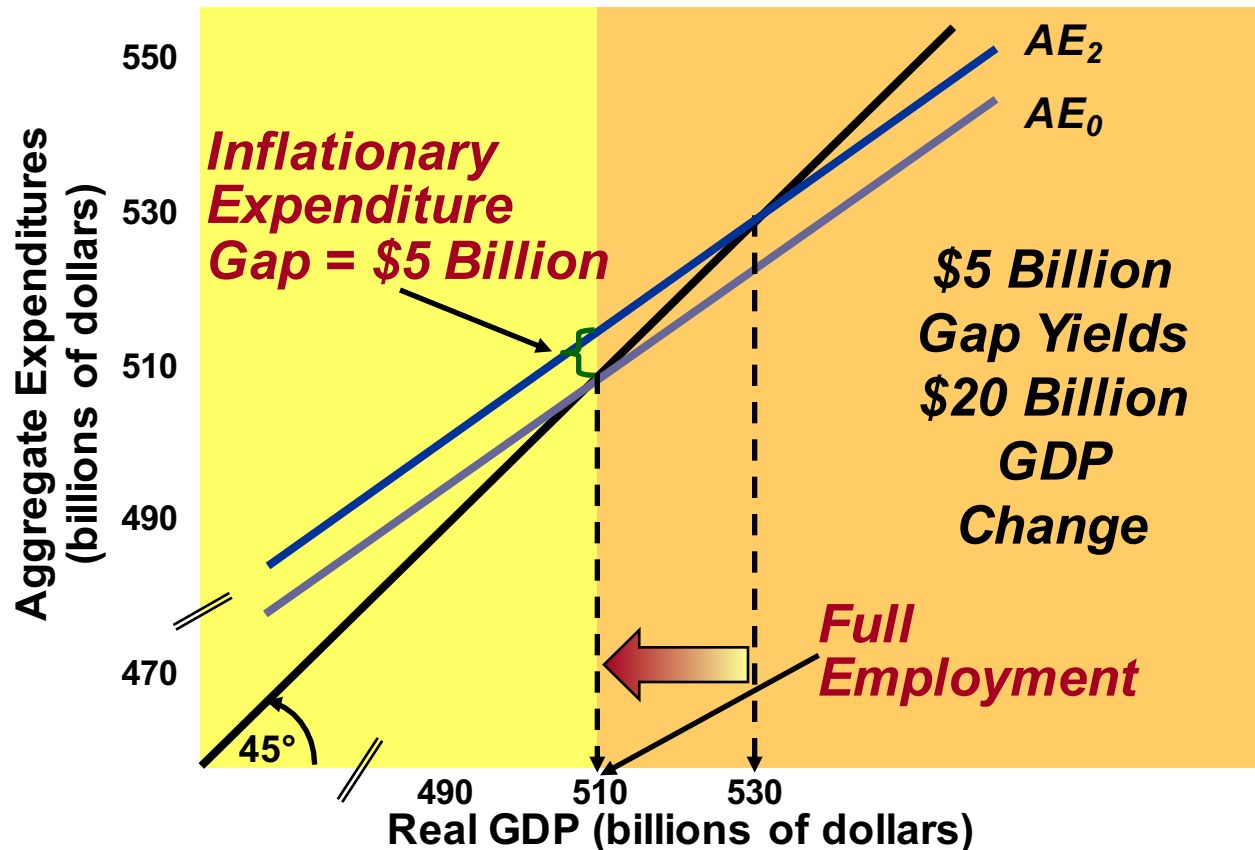 550
530
510
490
470
Aggregate Expenditures
(billions of dollars)
Inflationary
Expenditure
Gap = $5 Billion
AE2
AE0
$5 Billion
Gap Yields
$20 Billion
GDP
Change
Full
Employment
45°
490
510
530
Real GDP (billions of dollars)